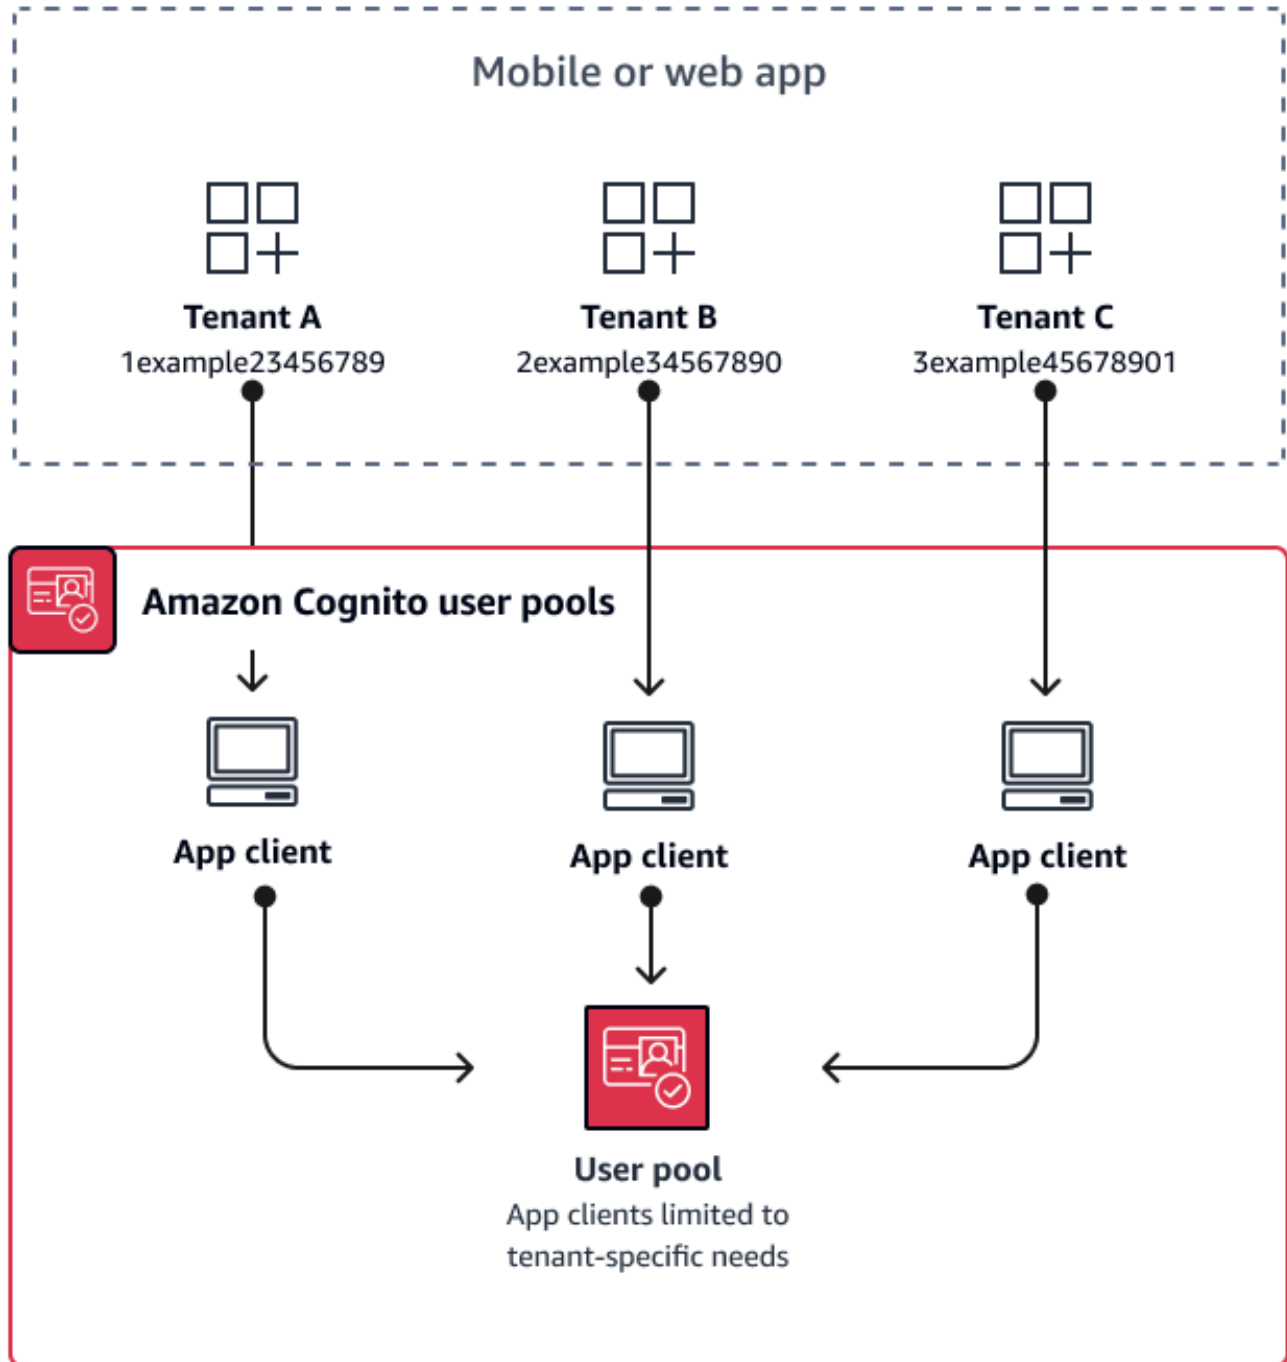 Mobile or web app
Tenant A
1example23456789
Tenant B
2example34567890
Tenant C
3example45678901
Amazon Cognito user pools
App client
App client
App client
User pool
App clients limited to
tenant-specific needs